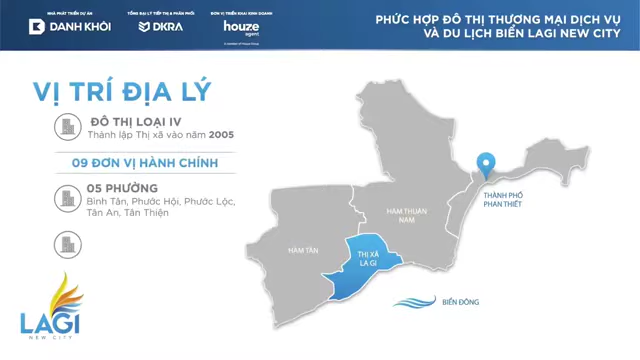 NHÀ PHÁT TRIỂN DỰ ÁN
DANH KHÔI
TỔNG ĐẠI LÝ TIẾP THỊ & PHÂN PHỐI
DKRA
ĐƠN VỊ TRIỂN KHAI KINH DOANH
houze
agent
A member of Houze Group
PHỨC HỢP ĐÔ THỊ THƯƠNG MẠI DỊCH VỤ
VÀ DU LỊCH BIỂN LAGI NEW CITY
VỊ TRÍ ĐỊA LÝ
ĐÔ THỊ LOẠI IV
Thành lập Thị xã vào năm 2005
09 ĐƠN VỊ HÀNH CHÍNH
05 PHƯỜNG
Bình Tân, Phước Hội, Phước Lộc,
Tân An, Tân Thiện
THÀNH PHỐ
PHAN THIẾT
HÀM THUẬN
NAM
HÀM TÂN
THỊ XÃ
LA GI
BIỂN ĐÔNG
LAGI
NEW CITY